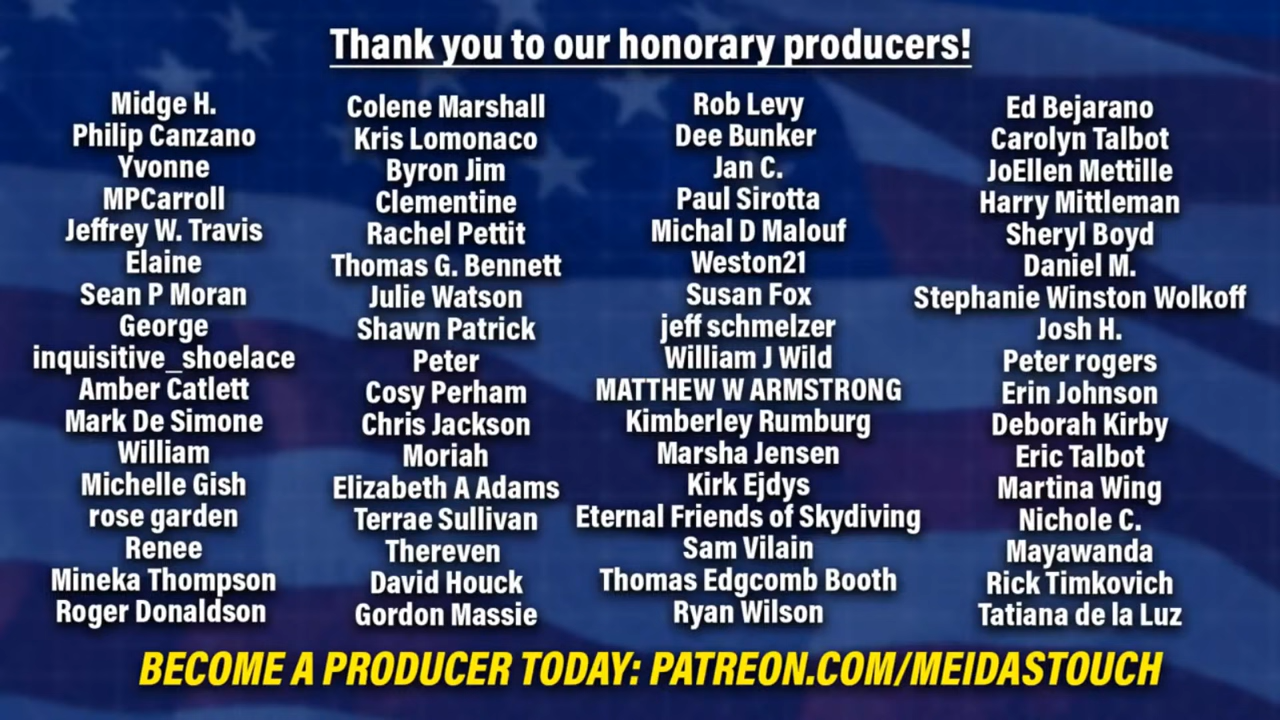 Thank you to our honorary producers!
Midge H.
Philip Canzano
Yvonne
MPCarroll
Jeffrey W. Travis
Elaine
Sean P Moran
George
inquisitive_shoelace
Amber Catlett
Mark De Simone
William
Michelle Gish
rose garden
Renee
Mineka Thompson
Roger Donaldson
Colene Marshall
Kris Lomonaco
Byron Jim
Clementine
Rachel Pettit
Thomas G. Bennett
Julie Watson
Shawn Patrick
Peter
Cosy Perham
Chris Jackson
Moriah
Elizabeth A Adams
Terrae Sullivan
Thereven
David Houck
Gordon Massie
Rob Levy
Dee Bunker
Jan C.
Paul Sirotta
Michal D Malouf
Weston21
Susan Fox
jeff schmelzer
William J Wild
MATTHEW W ARMSTRONG
Kimberley Rumburg
Marsha Jensen
Kirk Ejdys
Eternal Friends of Skydiving
Sam Vilain
Thomas Edgcomb Booth
Ryan Wilson
Ed Bejarano
Carolyn Talbot
JoEllen Mettille
Harry Mittleman
Sheryl Boyd
Daniel M.
Stephanie Winston Wolkoff
Josh H.
Peter rogers
Erin Johnson
Deborah Kirby
Eric Talbot
Martina Wing
Nichole C.
Mayawanda
Rick Timkovich
Tatiana de la Luz
BECOME A PRODUCER TODAY: PATREON.COM/MEIDASTOUCH